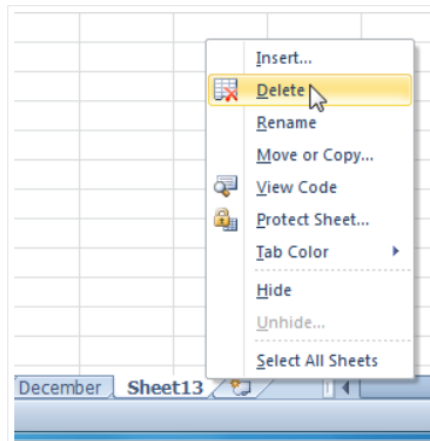 Insert...
Delete
Rename
Move or Copy...
View Code
Protect Sheet...
Tab Color
Hide
Unhide...
Select All Sheets
December Sheet13